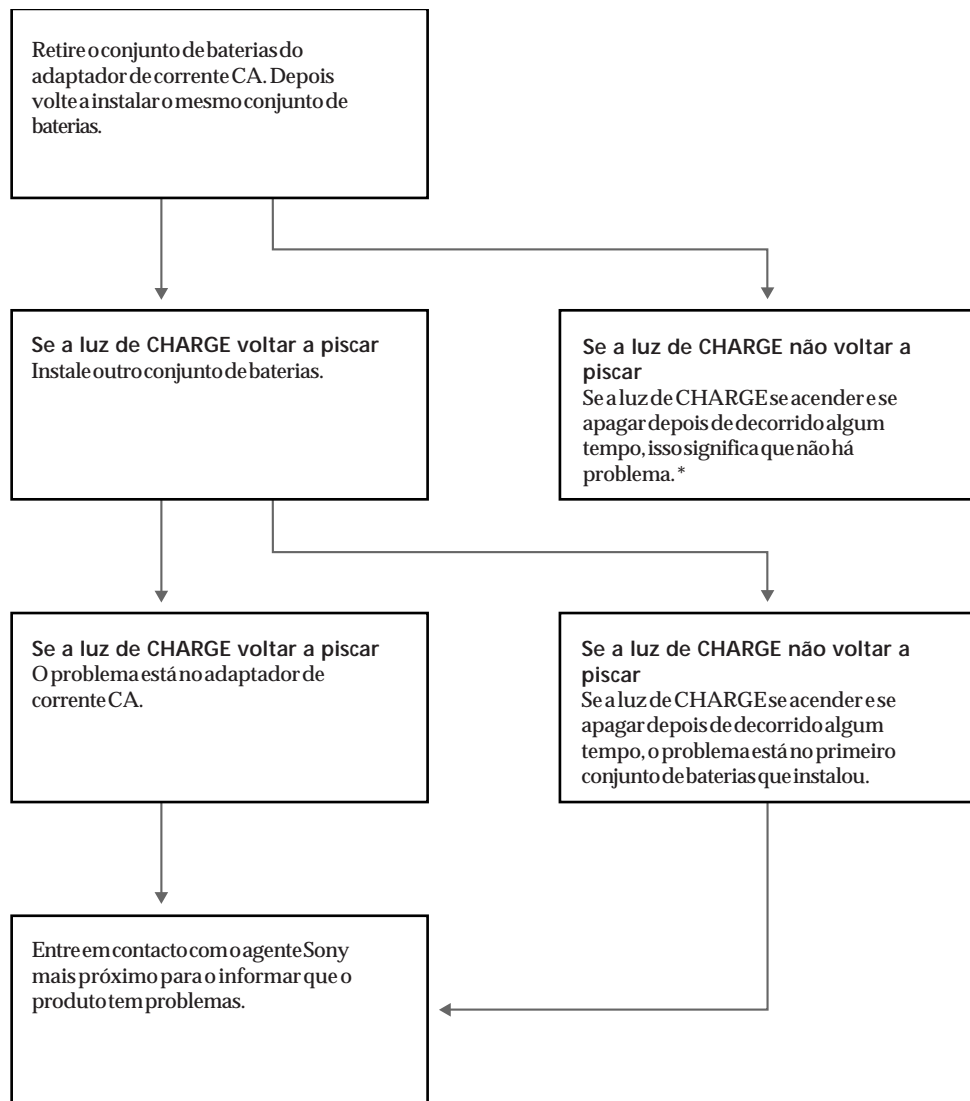 Retire o conjunto de baterias do
adaptador de corrente CA. Depois
volte a instalar o mesmo conjunto de
baterias.
Se a luz de CHARGE voltar a piscar
Instale outro conjunto de baterias.
Se a luz de CHARGE não voltar a
piscar
Se a luz de CHARGE se acender e se
apagar depois de decorrido algum
tempo, isso significa que não há
problema. *
Se a luz de CHARGE voltar a piscar
O problema está no adaptador de
corrente CA.
Se a luz de CHARGE não voltar a
piscar
Se a luz de CHARGE se acender e se
apagar depois de decorrido algum
tempo, o problema está no primeiro
conjunto de baterias que instalou.
Entre em contacto com o agente Sony
mais próximo para o informar que o
produto tem problemas.